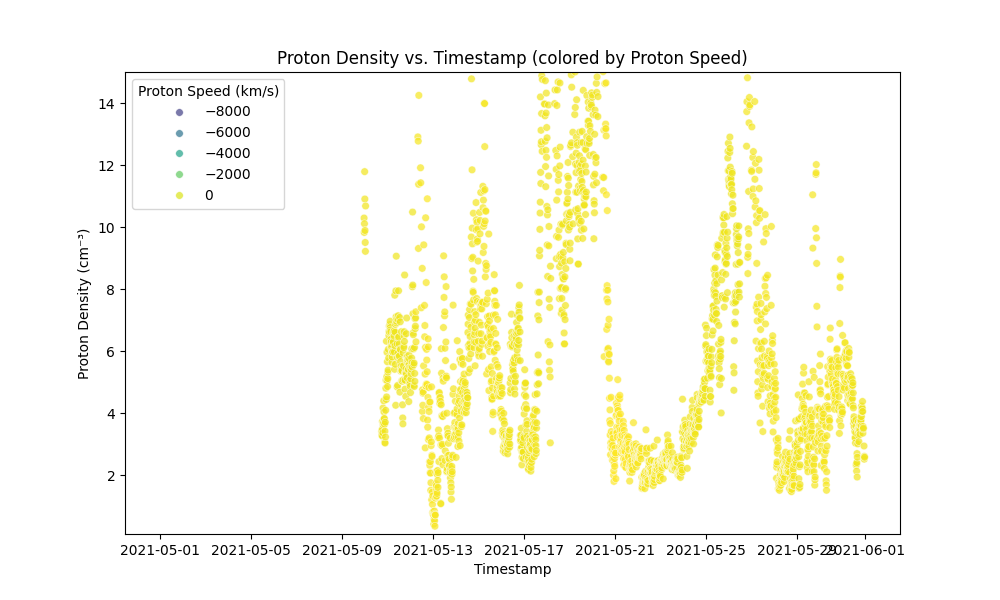 Proton Density vs. Timestamp (colored by Proton Speed)
Proton Speed (km/s)
−8000
−6000
−4000
−2000
0
14
12
10
8
6
4
2
Proton Density (cm⁻³)
2021-05-01 2021-05-05 2021-05-09 2021-05-13 2021-05-17 2021-05-21 2021-05-25 2021-05-29 2021-06-01
Timestamp